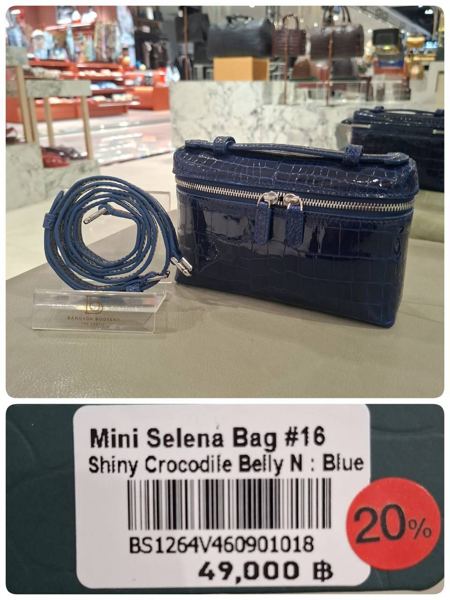 BANGKOK BOOTERY
Mini Selena Bag #16
Shiny Crocodile Belly N : Blue
BS1264V460901018
49,000 ฿
20%